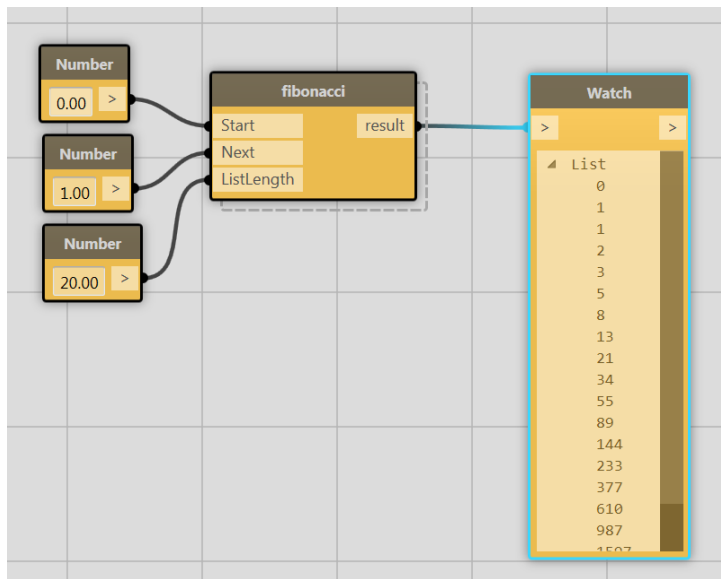 Number
0.00 >
Number
1.00 >
Number
20.00 >
fibonacci
Start result
Next
ListLength
Watch
> >
List
0
1
1
2
3
5
8
13
21
34
55
89
144
233
377
610
987
1597